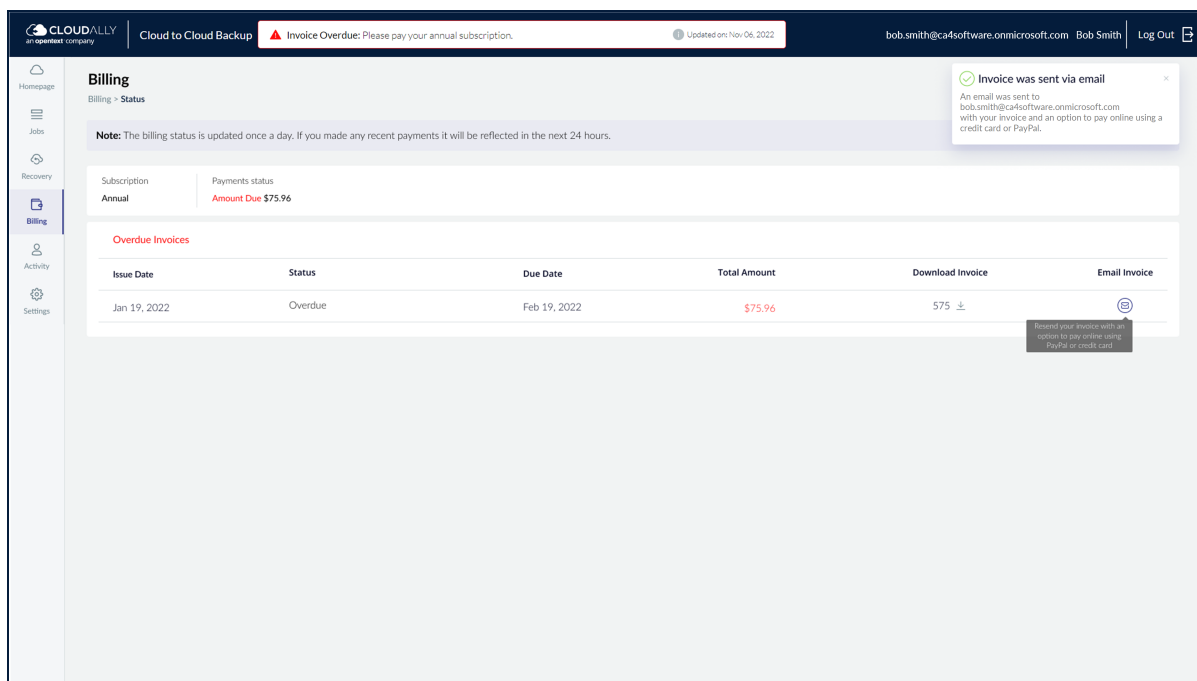 CLOUDALLY
an opentext company
Cloud to Cloud Backup
Invoice Overdue: Please pay your annual subscription.
Updated on: Nov 06, 2022
bob.smith@ca4software.onmicrosoft.com Bob Smith
Log Out
Homepage
Jobs
Recovery
Billing
Activity
Settings
Billing
Billing > Status
Invoice was sent via email
An email was sent to
bob.smith@ca4software.onmicrosoft.com
with your invoice and an option to pay online using a
credit card or PayPal.
Note: The billing status is updated once a day. If you made any recent payments it will be reflected in the next 24 hours.
Subscription
Annual
Payments status
Amount Due $75.96
Overdue Invoices
Issue Date Status Due Date Total Amount Download Invoice Email Invoice
Jan 19, 2022 Overdue Feb 19, 2022 $75.96 575
Resend your invoice with an
option to pay online using
PayPal or credit card